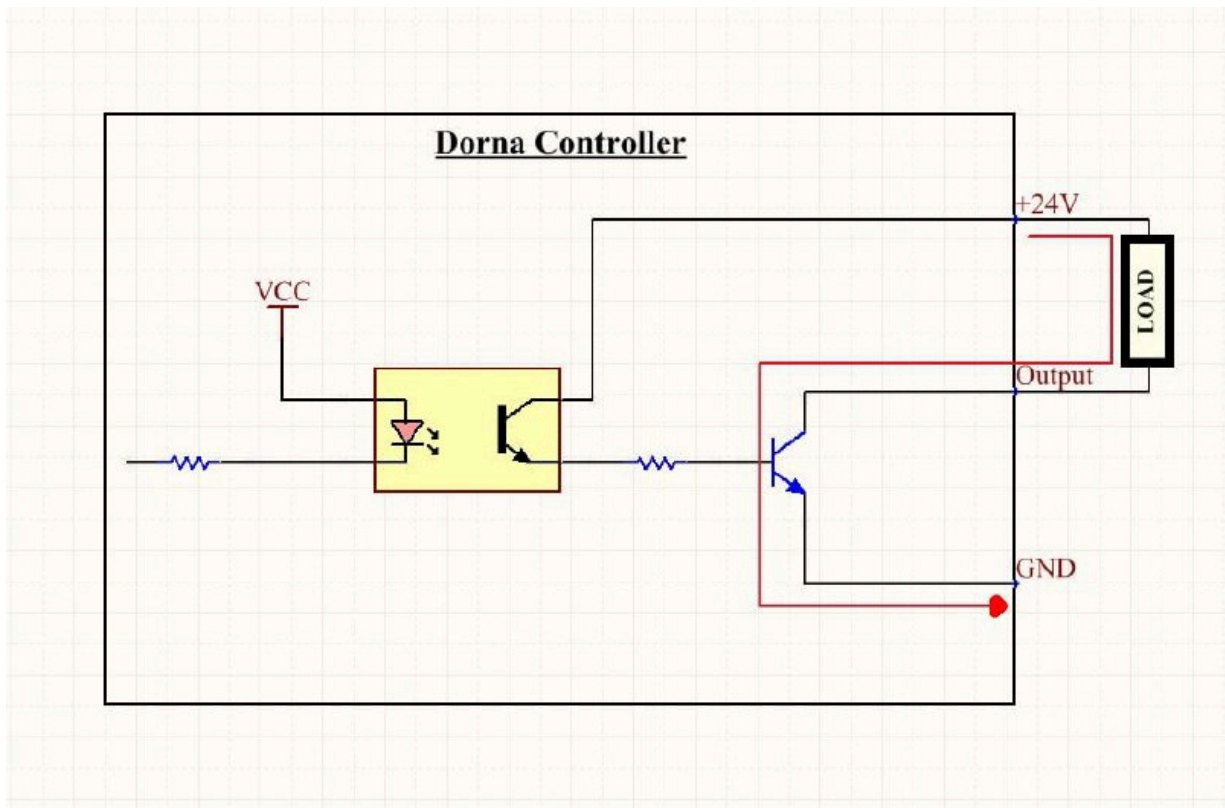 Dorna Controller
+24V
VCC
LOAD
Output
GND